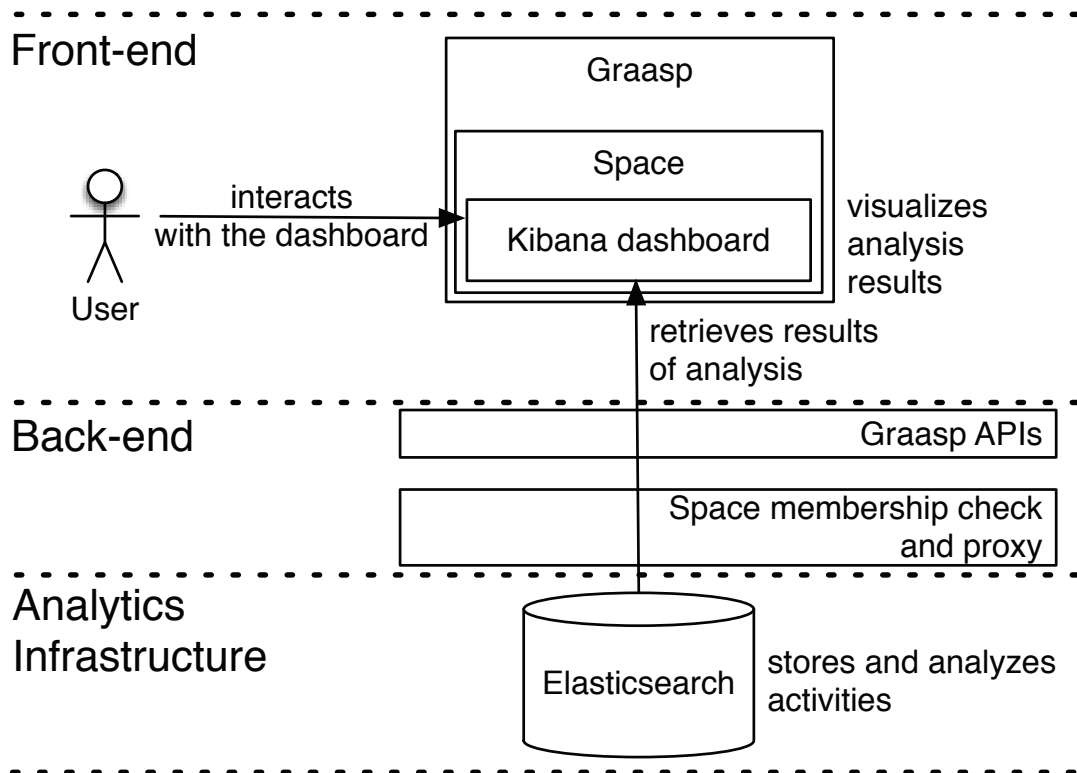 Front-end
Graasp
Space
interacts
with the dashboard
Kibana dashboard
visualizes
analysis
results
User
retrieves results
of analysis
Back-end
Graasp APIs
Space membership check
and proxy
Analytics
Infrastructure
Elasticsearch
stores and analyzes
activities